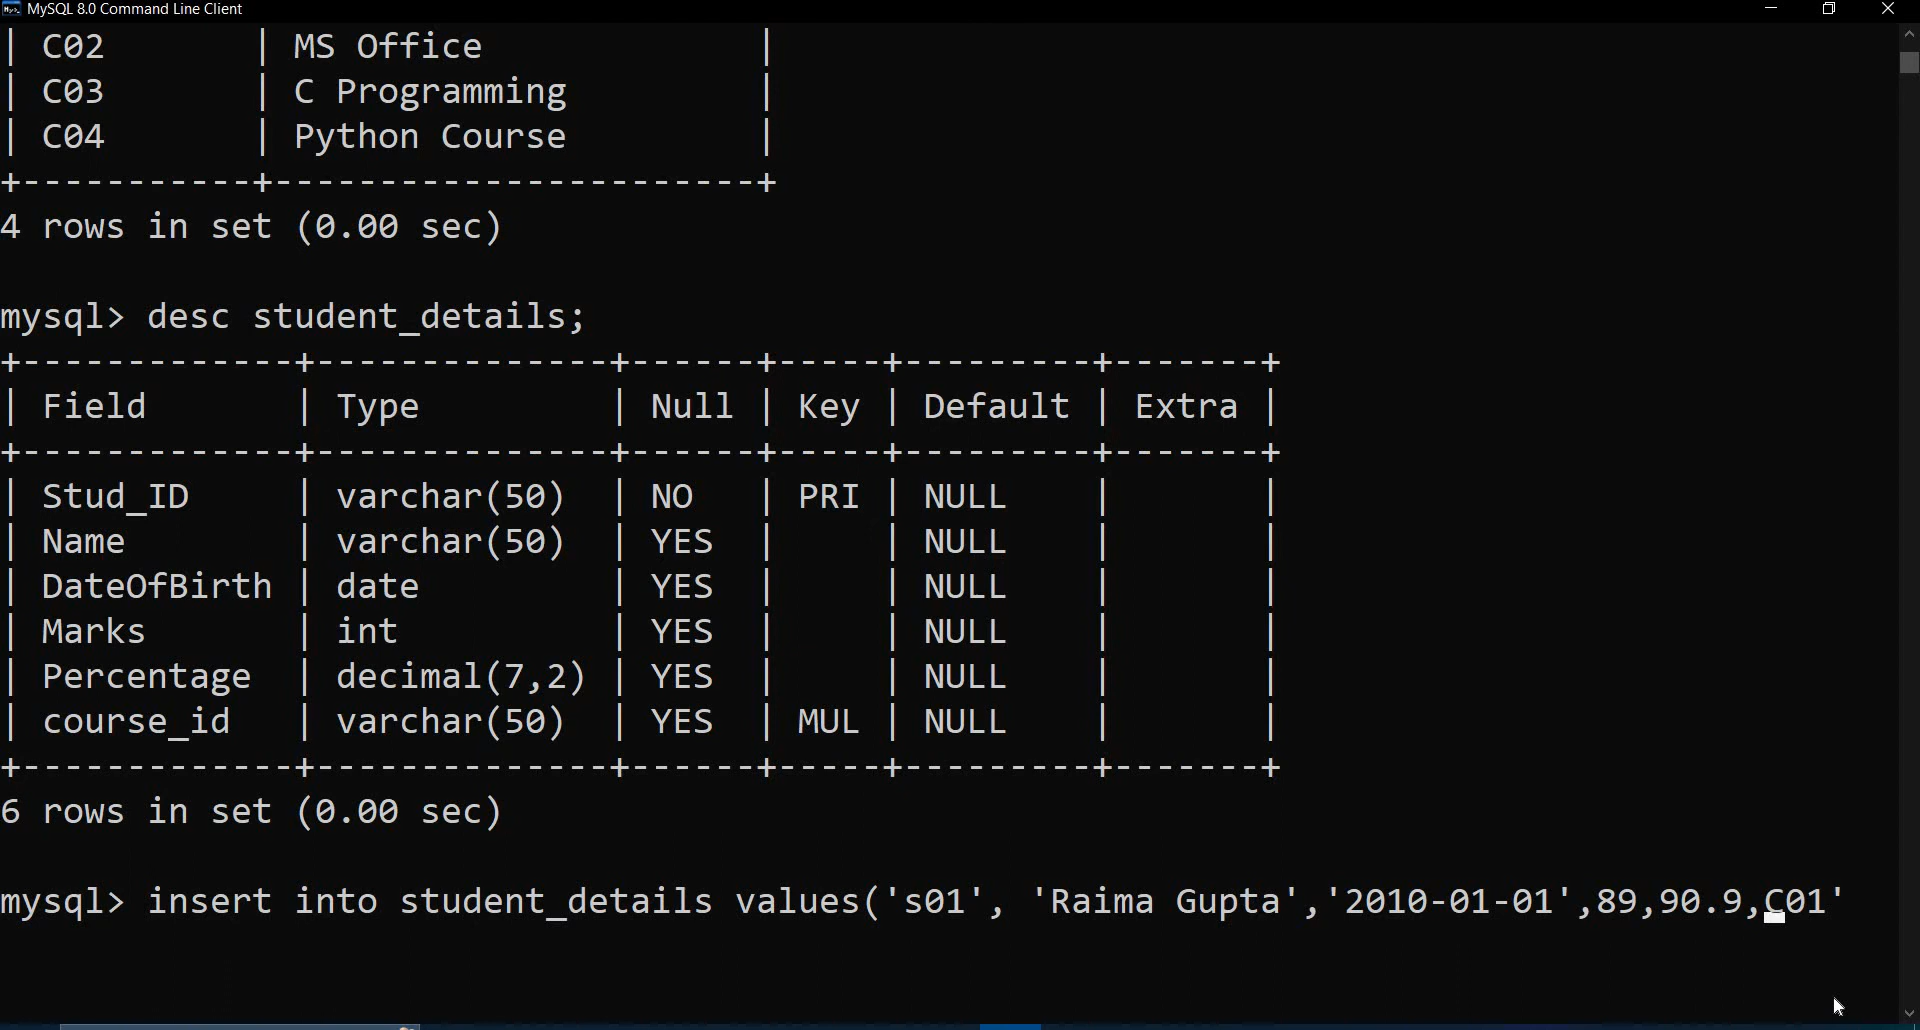 MySQL 8.0 Command Line Client
| C02       | MS Office             |
| C03       | C Programming         |
| C04       | Python Course         |
+-----------+-----------------------+
4 rows in set (0.00 sec)
mysql> desc student_details;
+-------------+--------------+------+-----+---------+-------+
| Field       | Type         | Null | Key | Default | Extra |
+-------------+--------------+------+-----+---------+-------+
| Stud_ID     | varchar(50)  | NO   | PRI | NULL    |       |
| Name        | varchar(50)  | YES  |     | NULL    |       |
| DateOfBirth | date         | YES  |     | NULL    |       |
| Marks       | int          | YES  |     | NULL    |       |
| Percentage  | decimal(7,2) | YES  |     | NULL    |       |
| course_id   | varchar(50)  | YES  | MUL | NULL    |       |
+-------------+--------------+------+-----+---------+-------+
6 rows in set (0.00 sec)
mysql> insert into student_details values('s01', 'Raima Gupta','2010-01-01',89,90.9,C01'